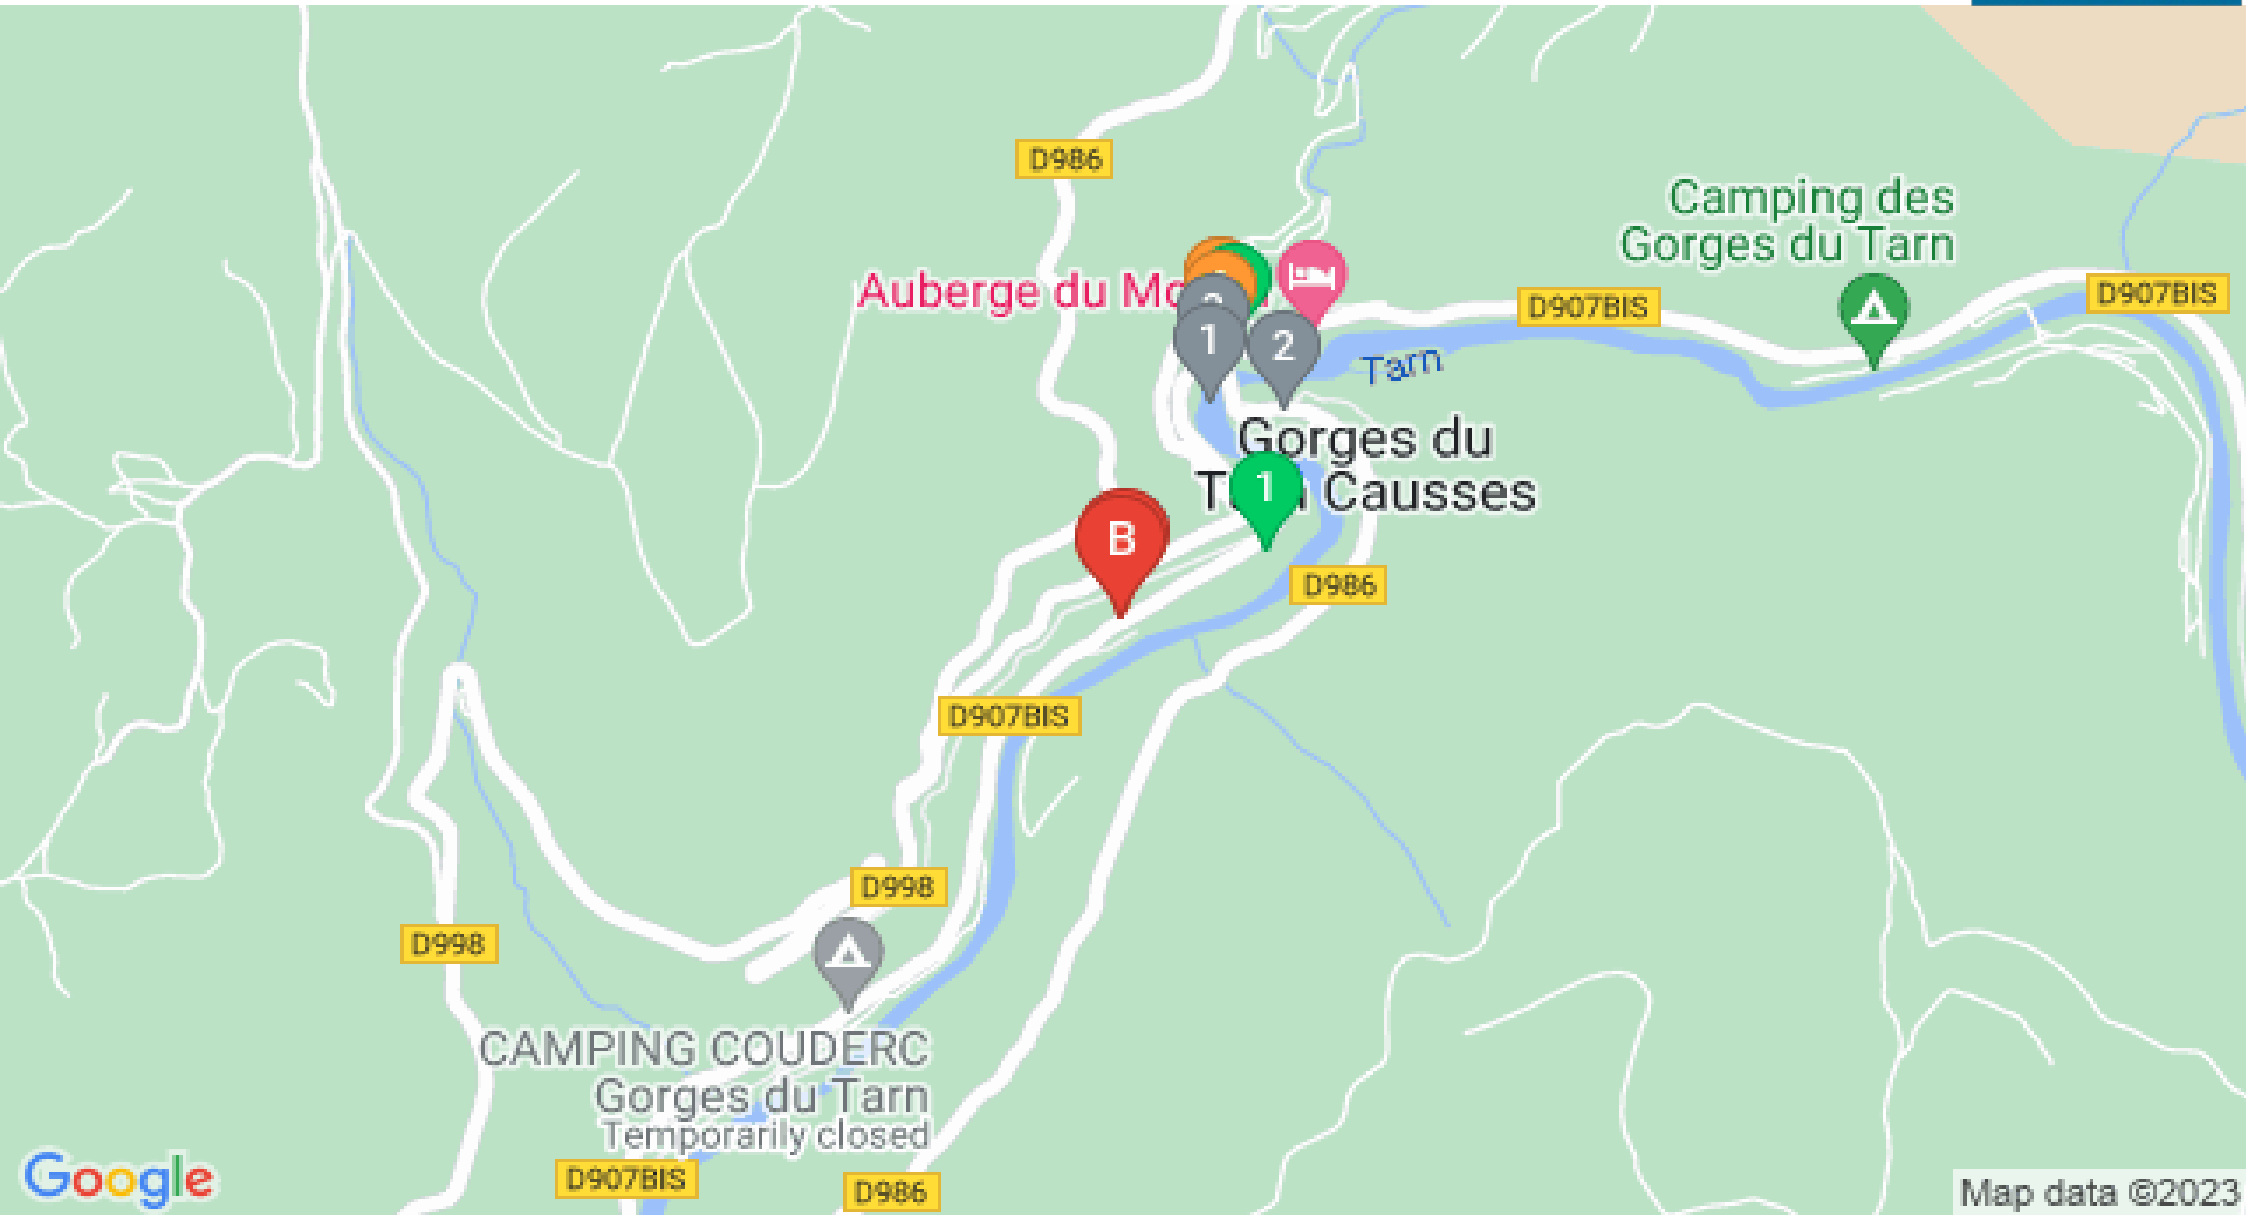 D986
Camping des
Gorges du Tarn
Auberge du Mo
D907BIS
D907BIS
2
1
2
Tarn
Gorges du
T n Causses
1
B
D986
D907BIS
D998
D998
CAMPING COUDERC
Gorges du Tarn
Temporarily closed
D907BIS
D986
Google
Map data ©2023